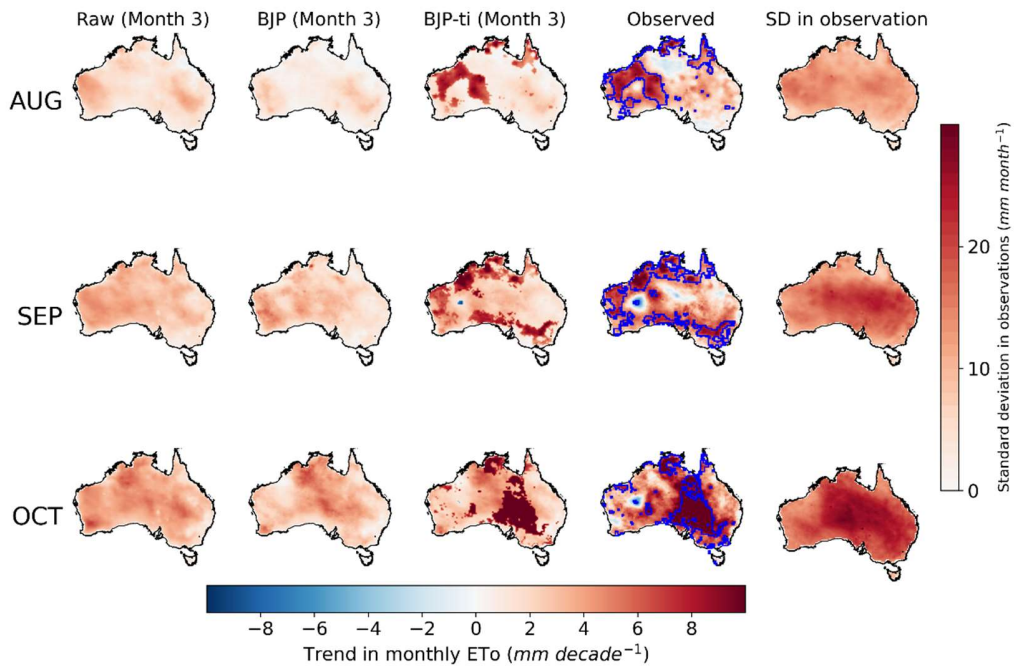 Raw (Month 3) BJP (Month 3) BJP-ti (Month 3) Observed SD in observation
AUG
SEP
OCT
20
10
0
Standard deviation in observations (mm month⁻¹)
−8 −6 −4 −2 0 2 4 6 8
Trend in monthly ETo (mm decade⁻¹)